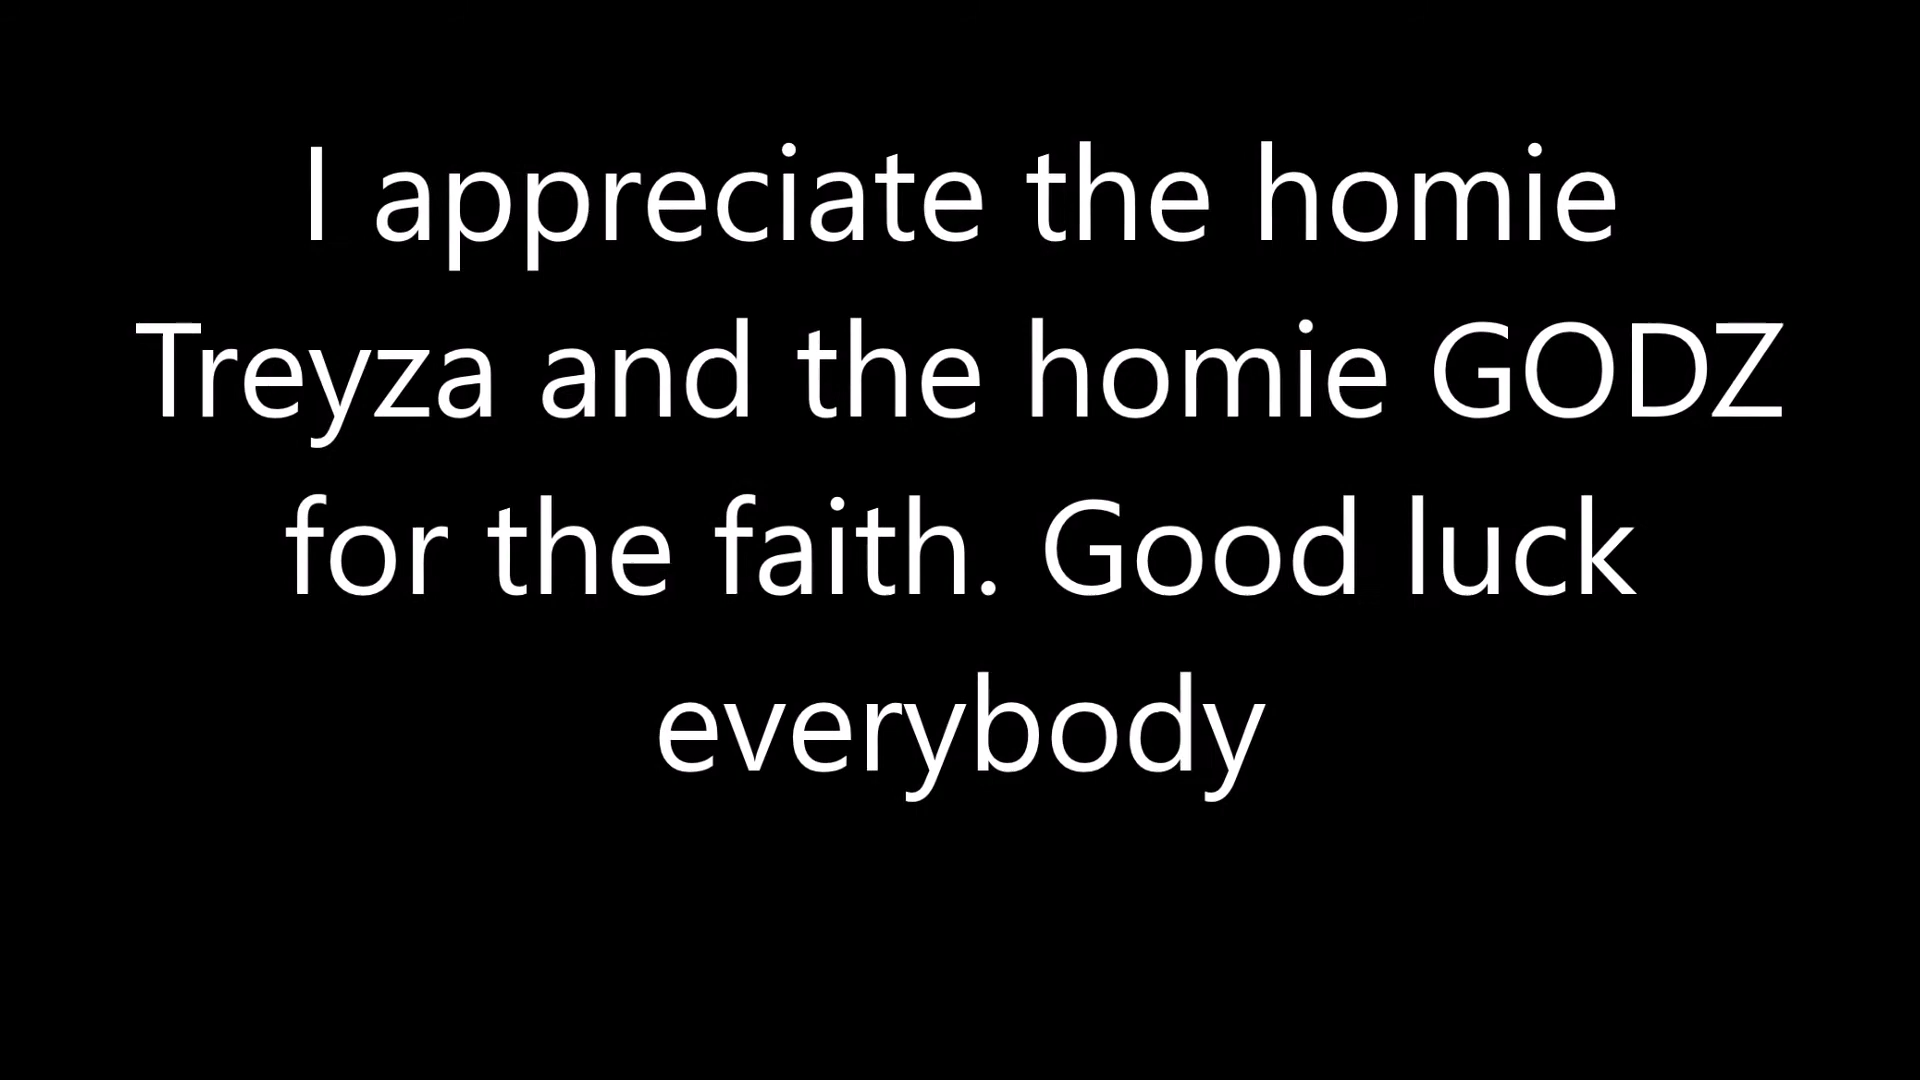 I appreciate the homie
Treyza and the homie GODZ
for the faith. Good luck
everybody